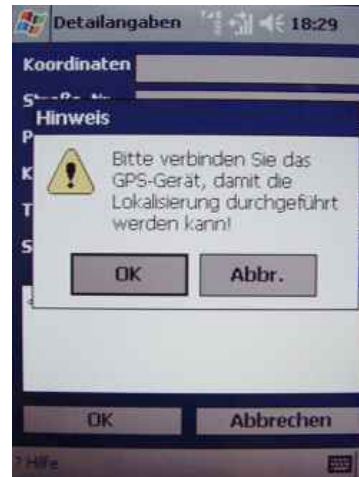 Detailangaben 18:29
Koordinaten
Hinweis
P
K
T
S
Bitte verbinden Sie das
GPS-Gerät, damit die
Lokalisierung durchgeführt
werden kann!
OK Abbr.
OK Abbrechen
? Hilfe